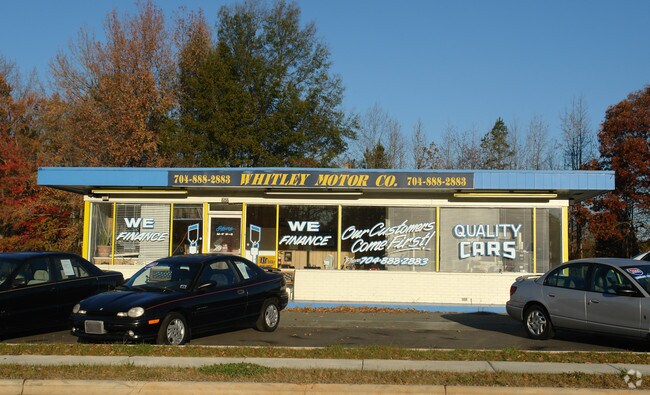 704-888-2883 WHITLEY MOTOR CO. 704-888-2883
WE
FINANCE
WE
FINANCE
Our Customers
Come First!
704-888-2883
QUALITY
CARS